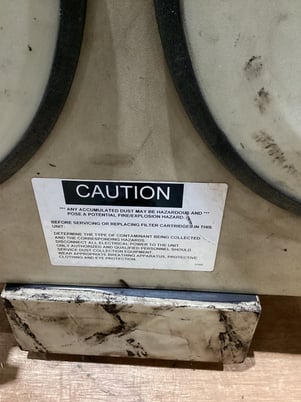 CAUTION
*** ANY ACCUMULATED DUST MAY BE HAZARDOUS AND ***
POSE A POTENTIAL FIRE/EXPLOSION HAZARD.
BEFORE SERVICING OR REPLACING FILTER CARTRIDGES IN THIS
UNIT:
DETERMINE THE TYPE OF CONTAMINANT BEING COLLECTED
AND THE CORRESPONDING HAZARDS.
DISCONNECT ALL ELECTRICAL POWER TO THE UNIT
ONLY AUTHORIZED AND QUALIFIED PERSONNEL SHOULD
SERVICE DUST COLLECTION EQUIPMENT.
WEAR APPROPRIATE BREATHING APPARATUS, PROTECTIVE
CLOTHING AND EYE PROTECTION.